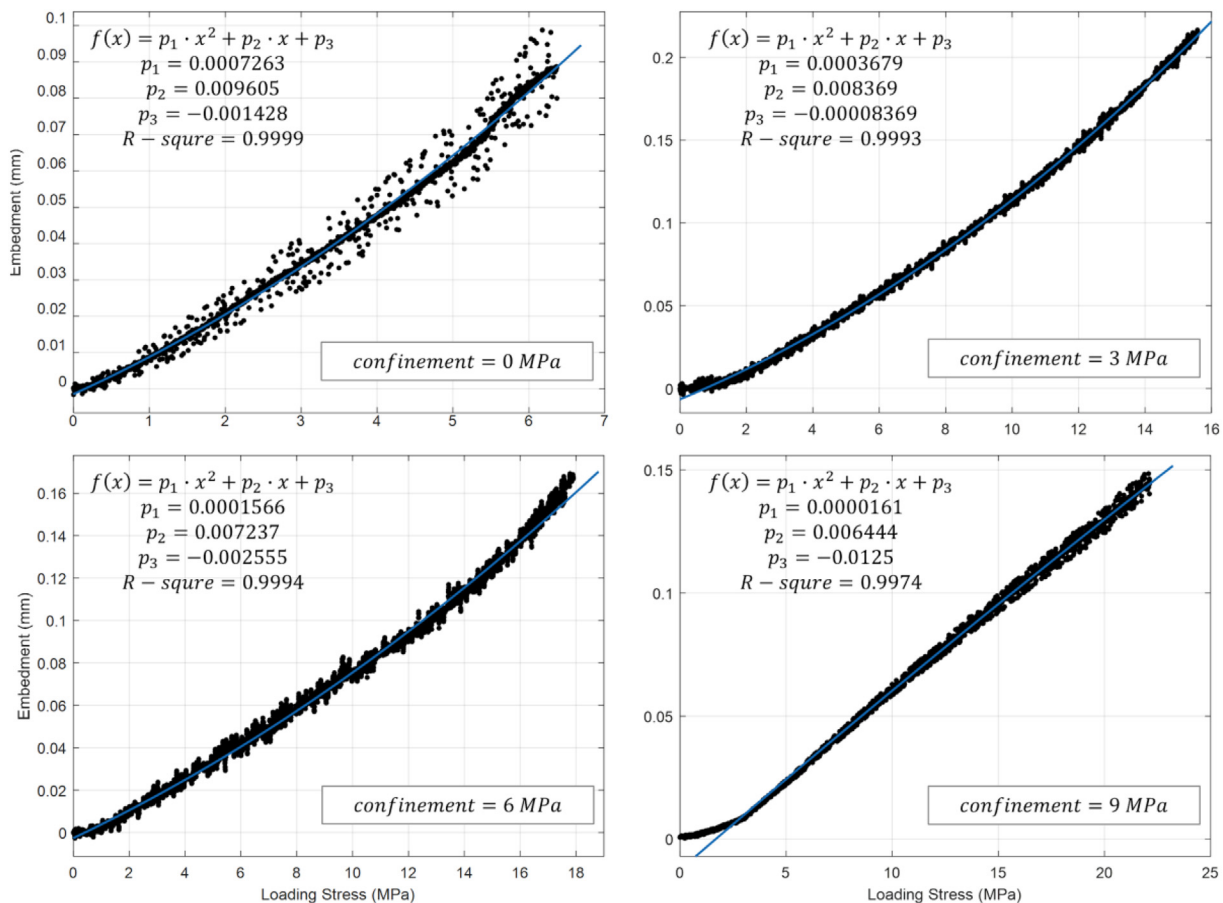 0.1
0.09
0.08
0.07
0.06
0.05
0.04
0.03
0.02
0.01
0
Embedment (mm)
f(x) = p₁ · x² + p₂ · x + p₃
p₁ = 0.0007263
p₂ = 0.009605
p₃ = −0.001428
R − squre = 0.9999
confinement = 0 MPa
0 1 2 3 4 5 6 7
0.2
0.15
0.1
0.05
0
f(x) = p₁ · x² + p₂ · x + p₃
p₁ = 0.0003679
p₂ = 0.008369
p₃ = −0.00008369
R − squre = 0.9993
confinement = 3 MPa
0 2 4 6 8 10 12 14 16
0.16
0.14
0.12
0.1
0.08
0.06
0.04
0.02
0
Embedment (mm)
f(x) = p₁ · x² + p₂ · x + p₃
p₁ = 0.0001566
p₂ = 0.007237
p₃ = −0.002555
R − squre = 0.9994
confinement = 6 MPa
0 2 4 6 8 10 12 14 16 18
Loading Stress (MPa)
0.15
0.1
0.05
0
f(x) = p₁ · x² + p₂ · x + p₃
p₁ = 0.0000161
p₂ = 0.006444
p₃ = −0.0125
R − squre = 0.9974
confinement = 9 MPa
0 5 10 15 20 25
Loading Stress (MPa)